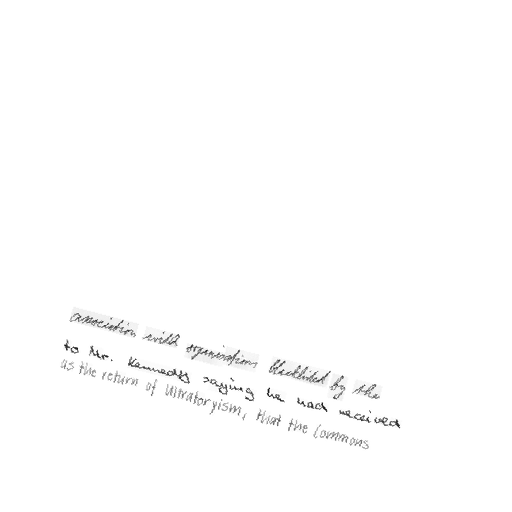 association with organisations blacklisted by the
to Mr. Kennedy saying he had received
as the return of Ultratoryism, that the Commons